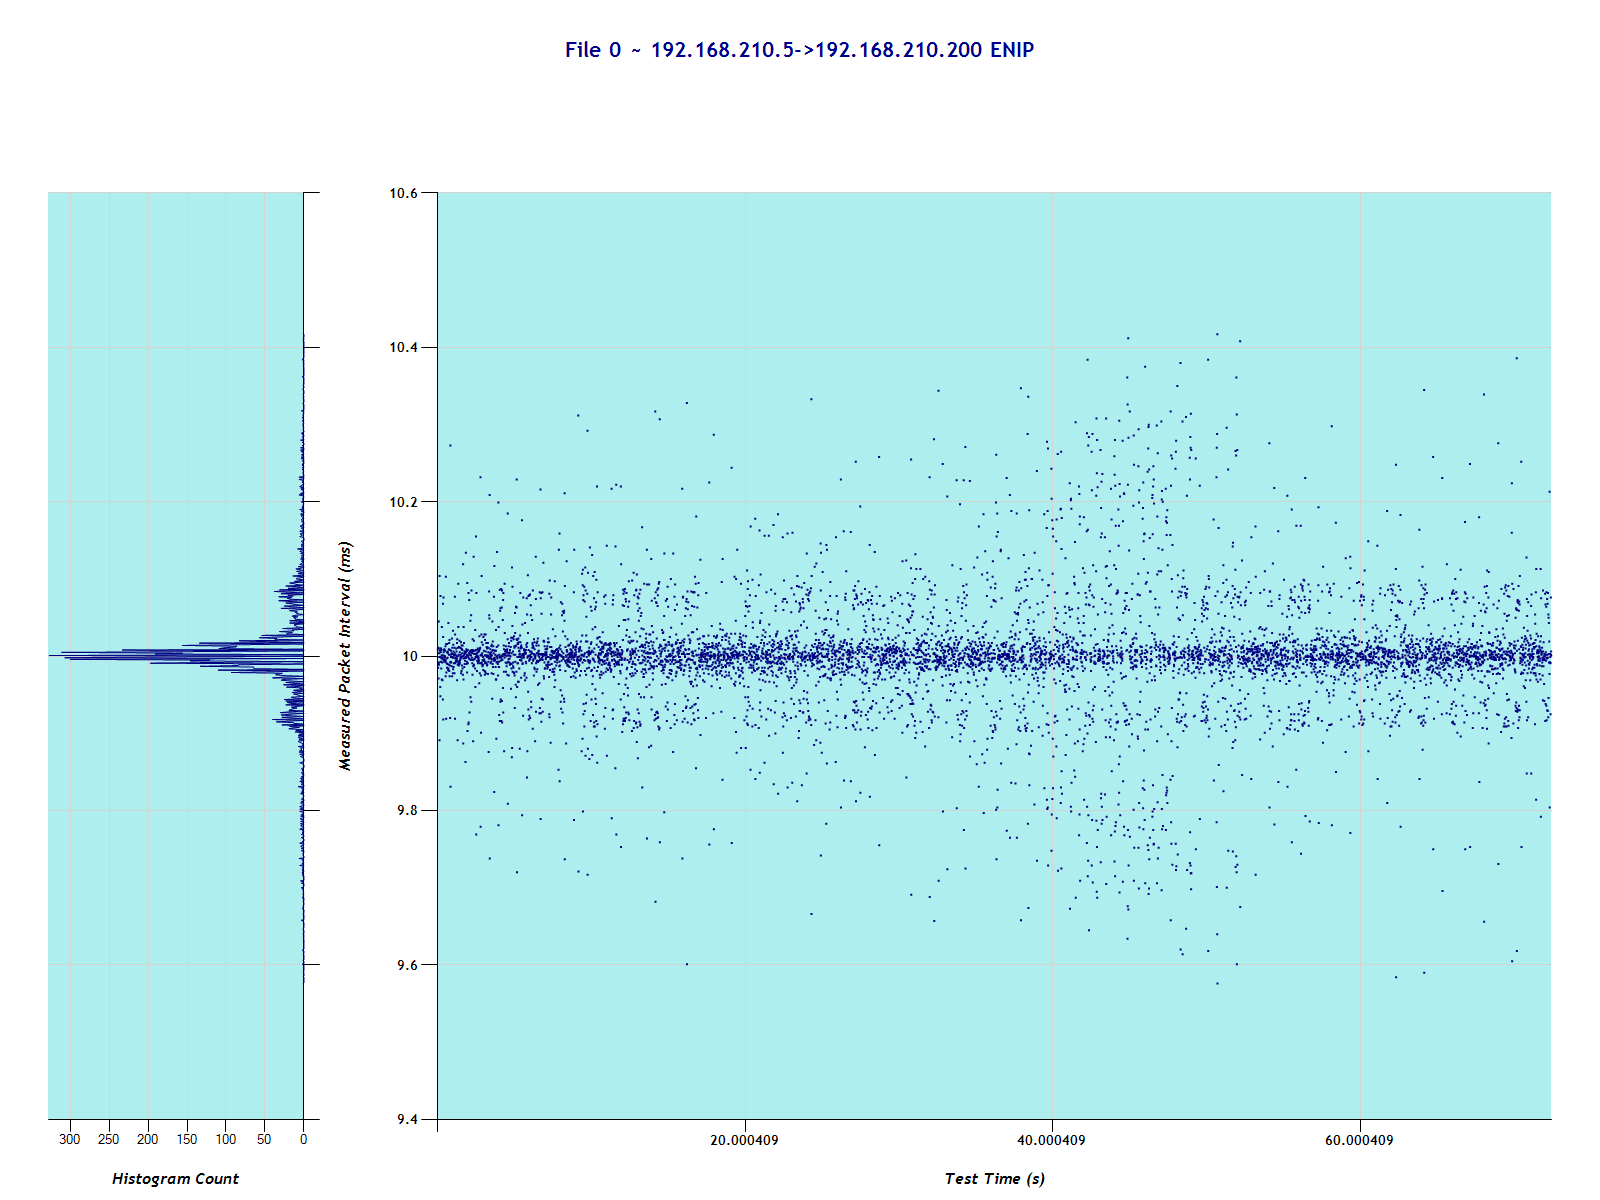 File 0 ~ 192.168.210.5->192.168.210.200 ENIP
10.6
10.4
10.2
10
9.8
9.6
9.4
Measured Packet Interval (ms)
300 250 200 150 100 50 0
20.000409 40.000409 60.000409
Histogram Count
Test Time (s)